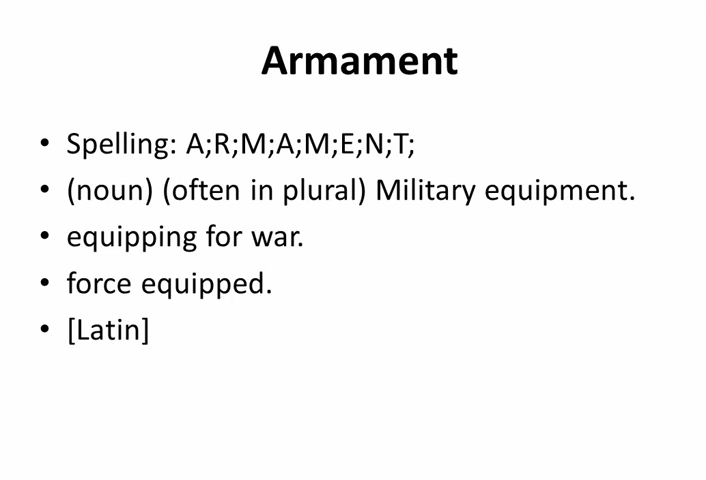 Armament
• Spelling: A;R;M;A;M;E;N;T;
• (noun) (often in plural) Military equipment.
• equipping for war.
• force equipped.
• [Latin]